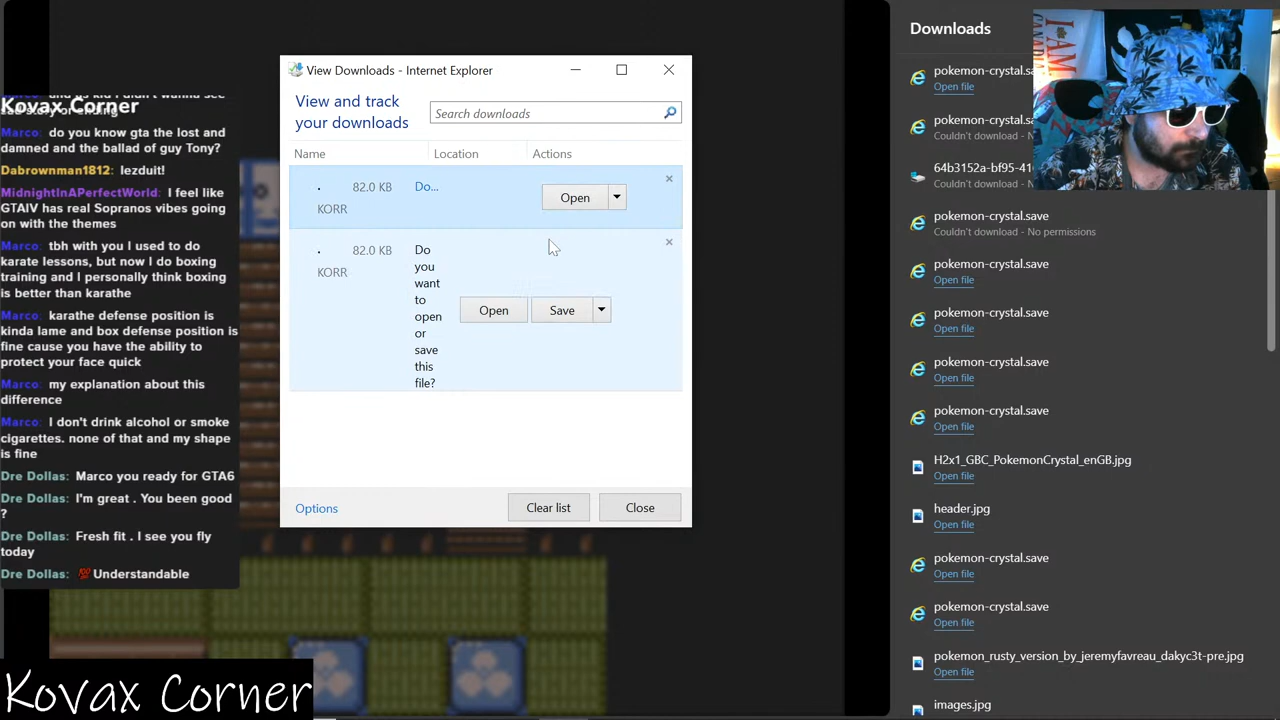 View Downloads - Internet Explorer
View and track
your downloads
Search downloads
Name
Location
Actions
.
82.0 KB
Do...
Open
KORR
.
82.0 KB
Do
you
want
to
open
or
save
this
file?
KORR
Open
Save
Options
Clear list
Close
Kovax Corner
Marco: do you know gta the lost and
damned and the ballad of guy Tony?
Dabrownman1812: lezduit!
MidnightInAPerfectWorld: I feel like
GTAIV has real Sopranos vibes going
on with the themes
Marco: tbh with you I used to do
karate lessons, but now I do boxing
training and I personally think boxing
is better than karathe
Marco: karathe defense position is
kinda lame and box defense position is
fine cause you have the ability to
protect your face quick
Marco: my explanation about this
difference
Marco: I don't drink alcohol or smoke
cigarettes. none of that and my shape
is fine
Dre Dollas: Marco you ready for GTA6
Dre Dollas: I'm great . You been good
?
Dre Dollas: Fresh fit . I see you fly
today
Dre Dollas: 💯Understandable
Kovax Corner
Downloads
pokemon-crystal.sa
Open file
pokemon-crystal.sa
Couldn't download -
64b3152a-bf95-41
Couldn't download -
pokemon-crystal.save
Couldn't download - No permissions
pokemon-crystal.save
Open file
pokemon-crystal.save
Open file
pokemon-crystal.save
Open file
pokemon-crystal.save
Open file
H2x1_GBC_PokemonCrystal_enGB.jpg
Open file
header.jpg
Open file
pokemon-crystal.save
Open file
pokemon-crystal.save
Open file
pokemon_rusty_version_by_jeremyfavreau_dakyc3t-pre.jpg
Open file
images.jpg
I AM